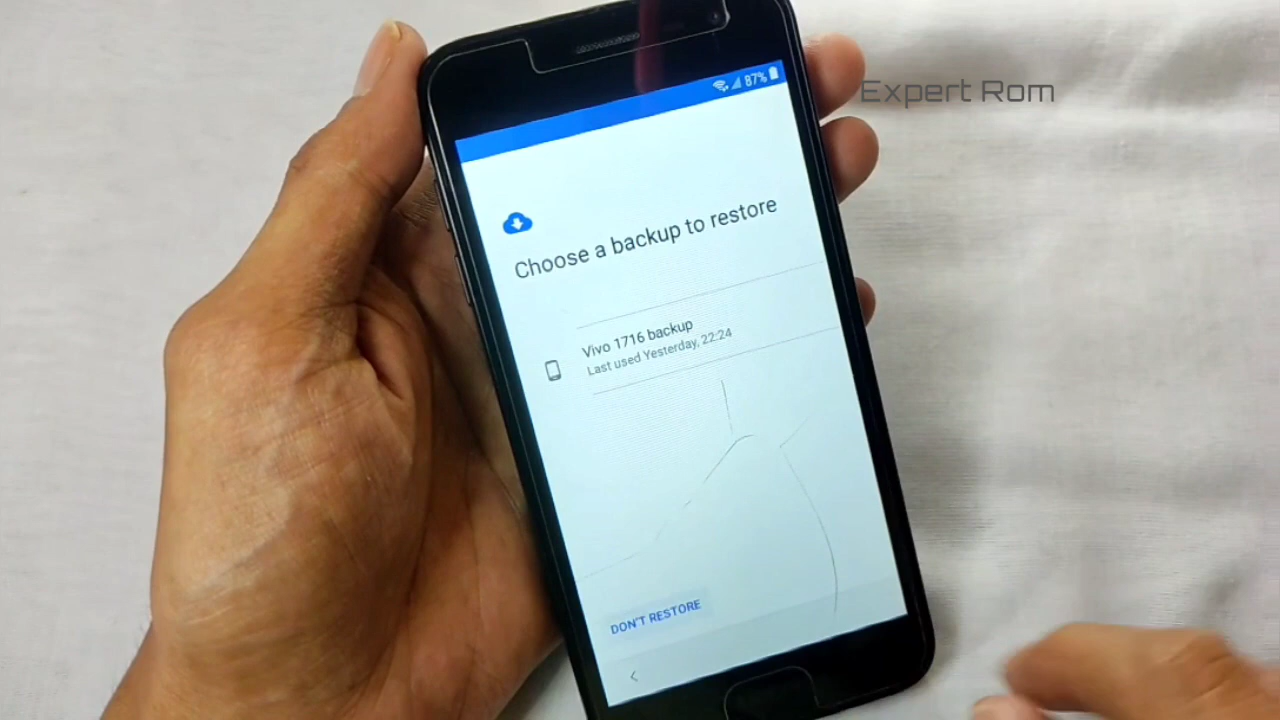 87%
Expert Rom
Choose a backup to restore
Vivo 1716 backup
Last used Yesterday, 22:24
DON'T RESTORE